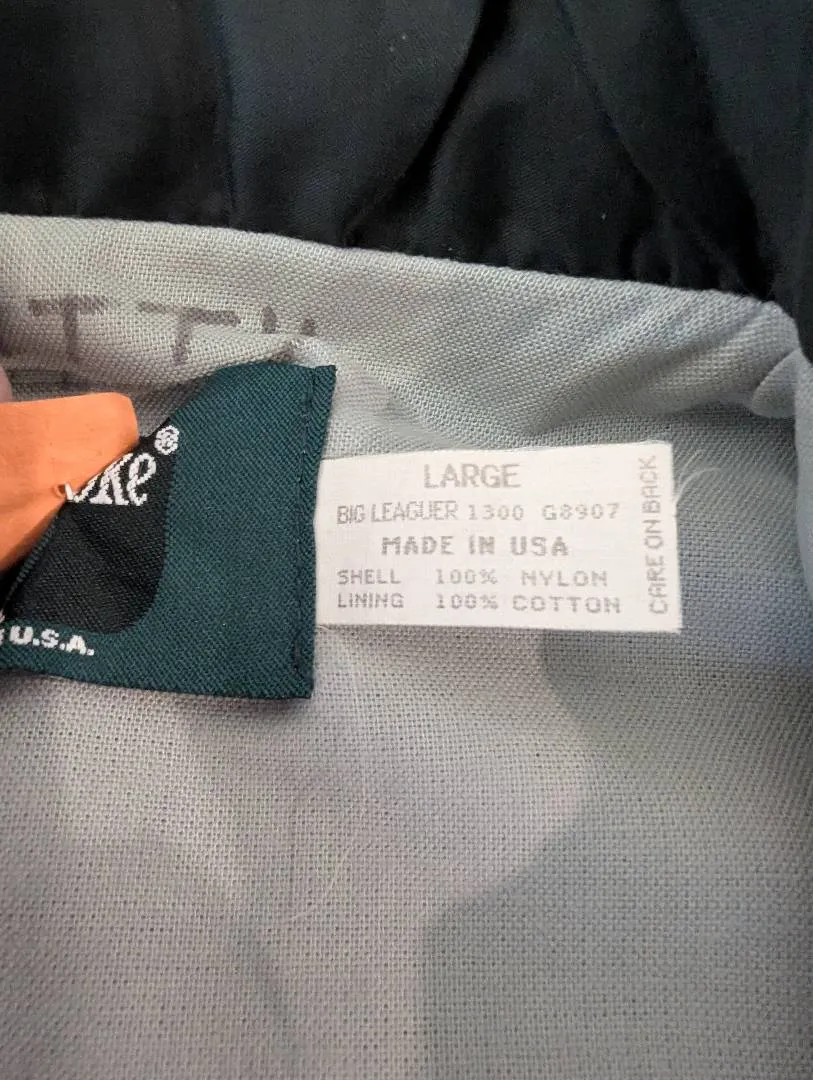 LARGE
BIG LEAGUER 1300 G8907
MADE IN USA
SHELL 100% NYLON
LINING 100% COTTON
CARE ON BACK
U.S.A.